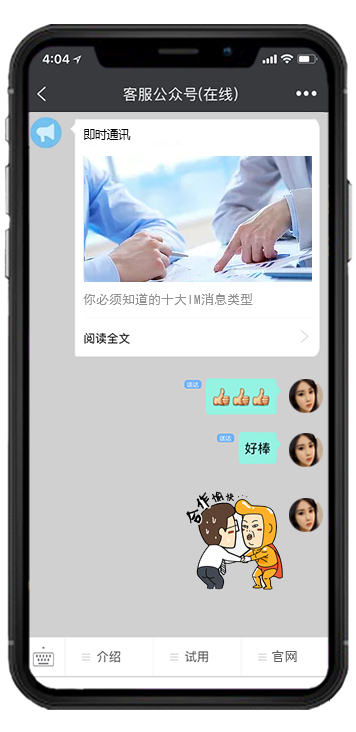 4:04
客服公众号(在线)
即时通讯
你必须知道的十大IM消息类型
阅读全文
送达
👍👍👍
送达
好棒
合作愉快...
介绍
试用
官网